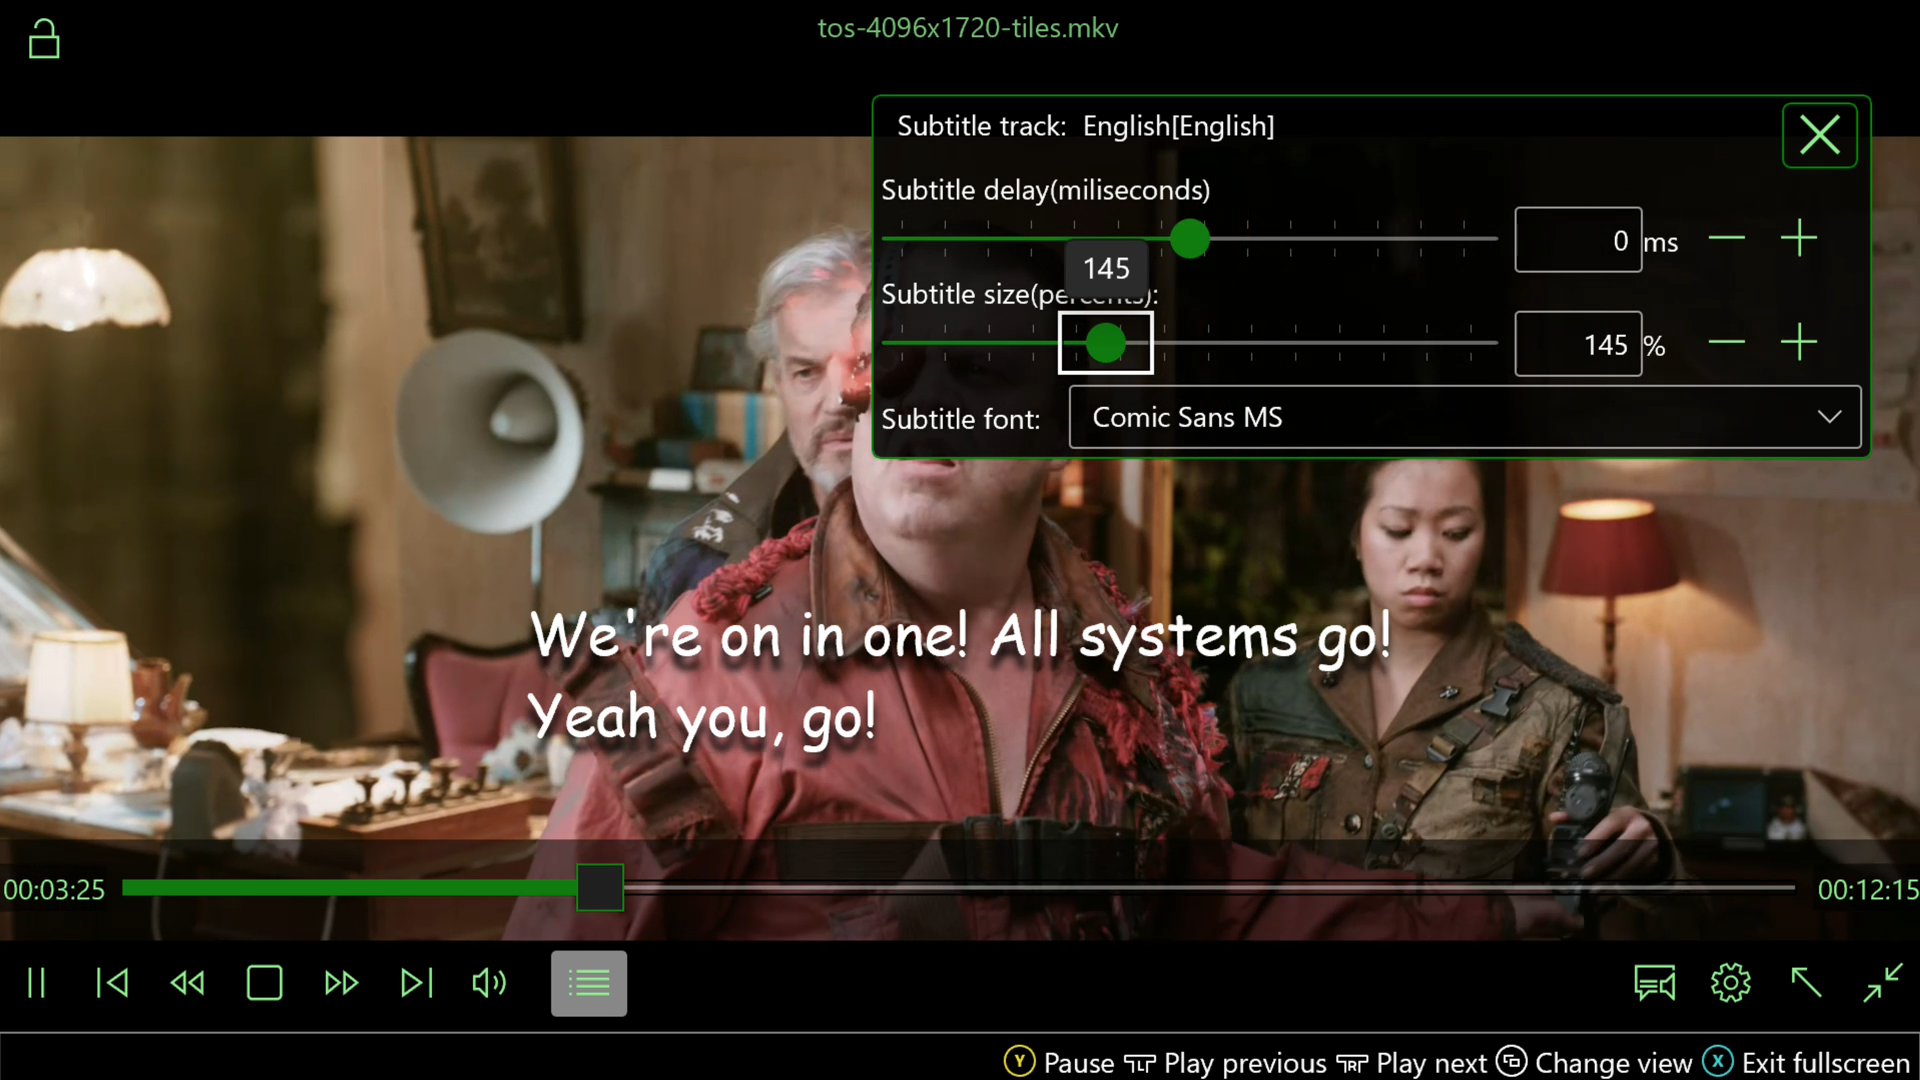 tos-4096x1720-tiles.mkv
Subtitle track: English[English]
Subtitle delay(miliseconds)
0 ms
145
Subtitle size(percents):
145 %
Subtitle font: Comic Sans MS
We're on in one! All systems go!
Yeah you, go!
00:03:25 00:12:15
Y Pause LT Play previous RT Play next Change view X Exit fullscreen